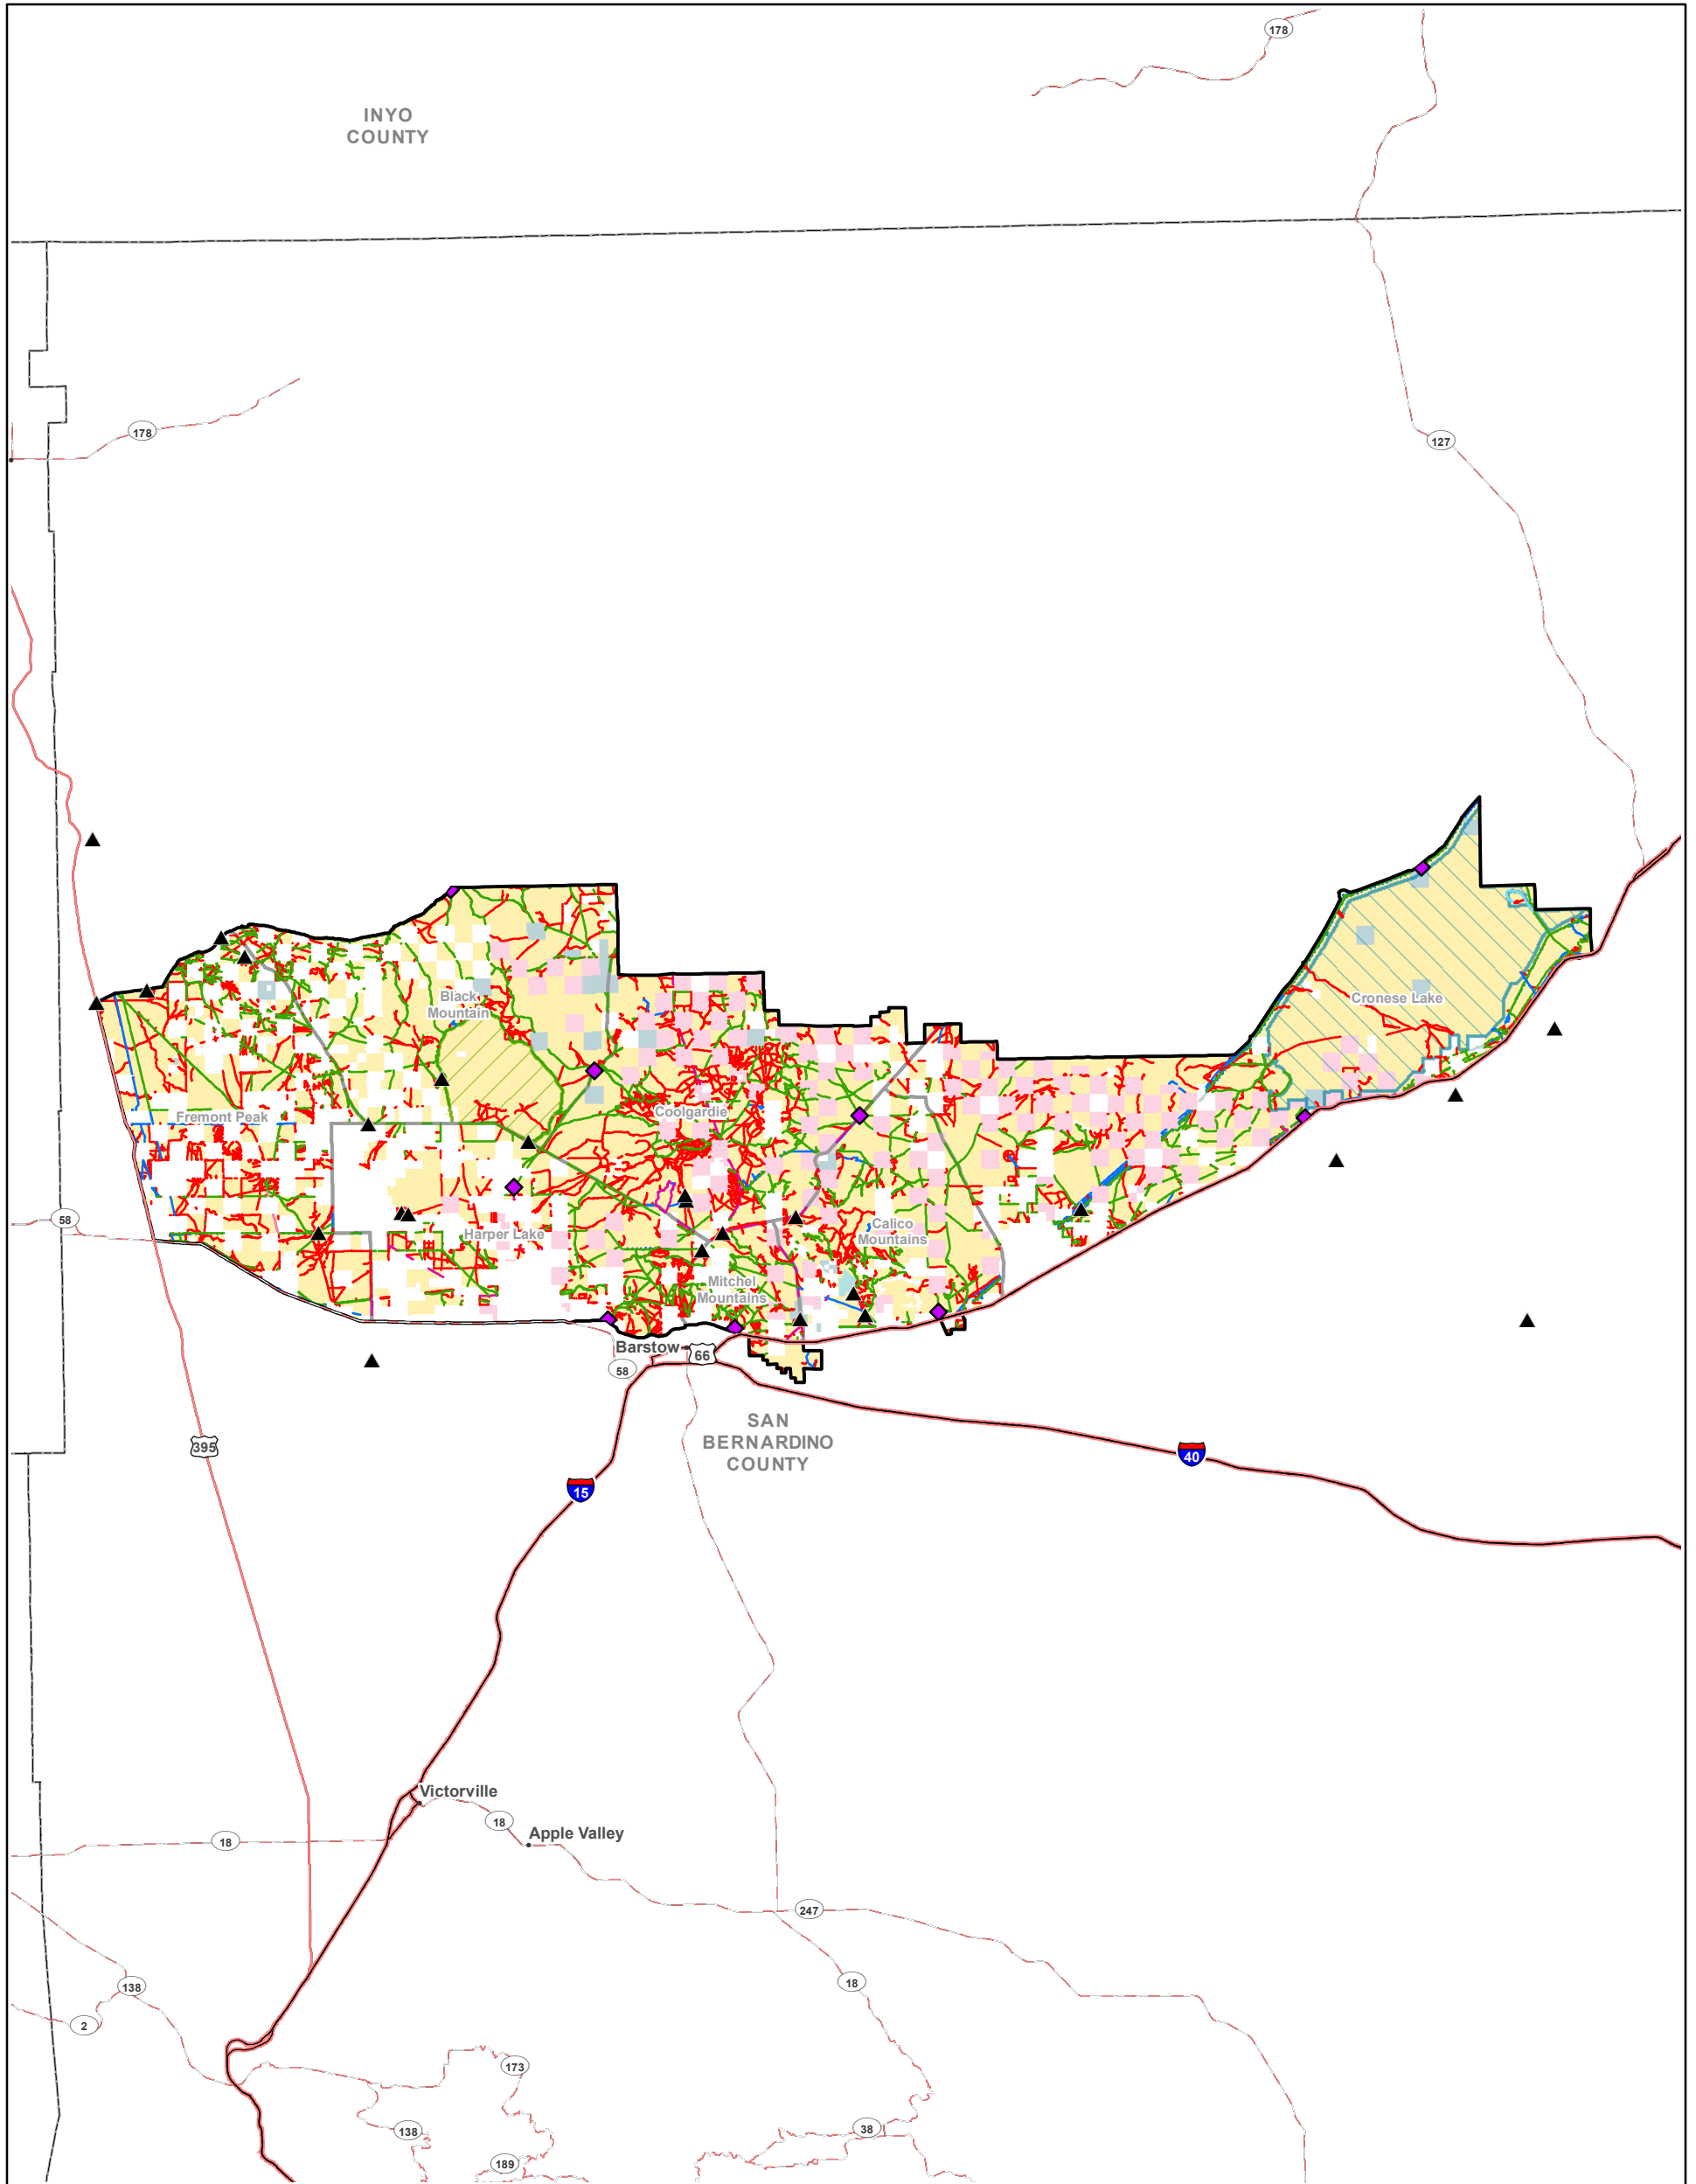 178
INYO
COUNTY
178
127
Black
Mountain
Cronese Lake
Fremont Peak
Coolgardie
58
Harper Lake
Calico
Mountains
Mitchel
Mountains
Barstow
66
58
SAN
BERNARDINO
COUNTY
395
40
15
Victorville
18
Apple Valley
18
247
138
18
2
173
138
38
189